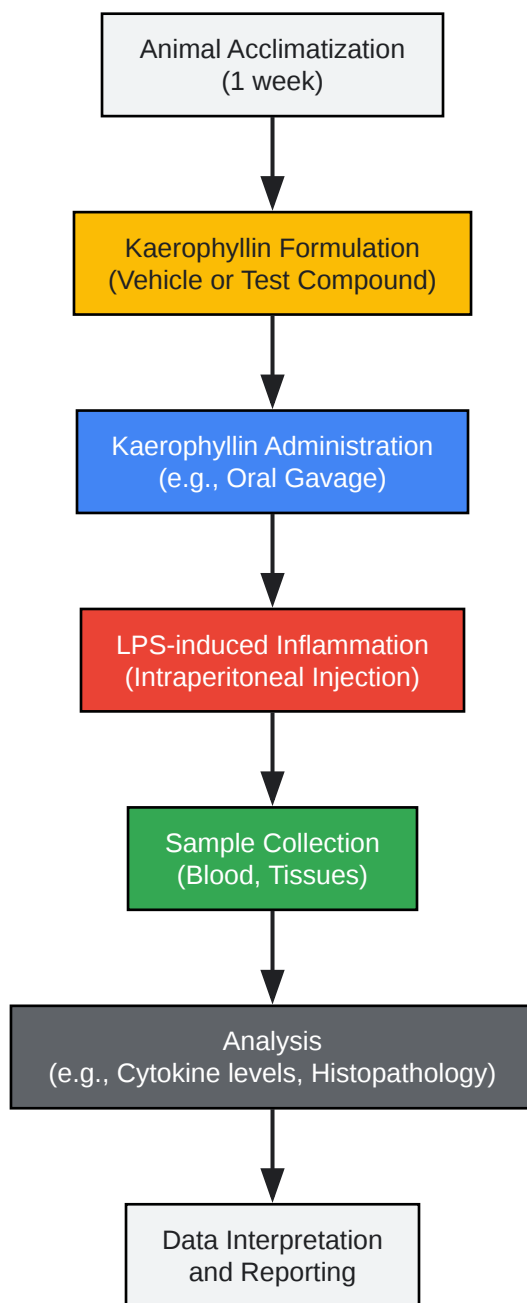 Animal Acclimatization
(1 week)
Kaerophyllin Formulation
(Vehicle or Test Compound)
Kaerophyllin Administration
(e.g., Oral Gavage)
LPS-induced Inflammation
(Intraperitoneal Injection)
Sample Collection
(Blood, Tissues)
Analysis
(e.g., Cytokine levels, Histopathology)
Data Interpretation
and Reporting